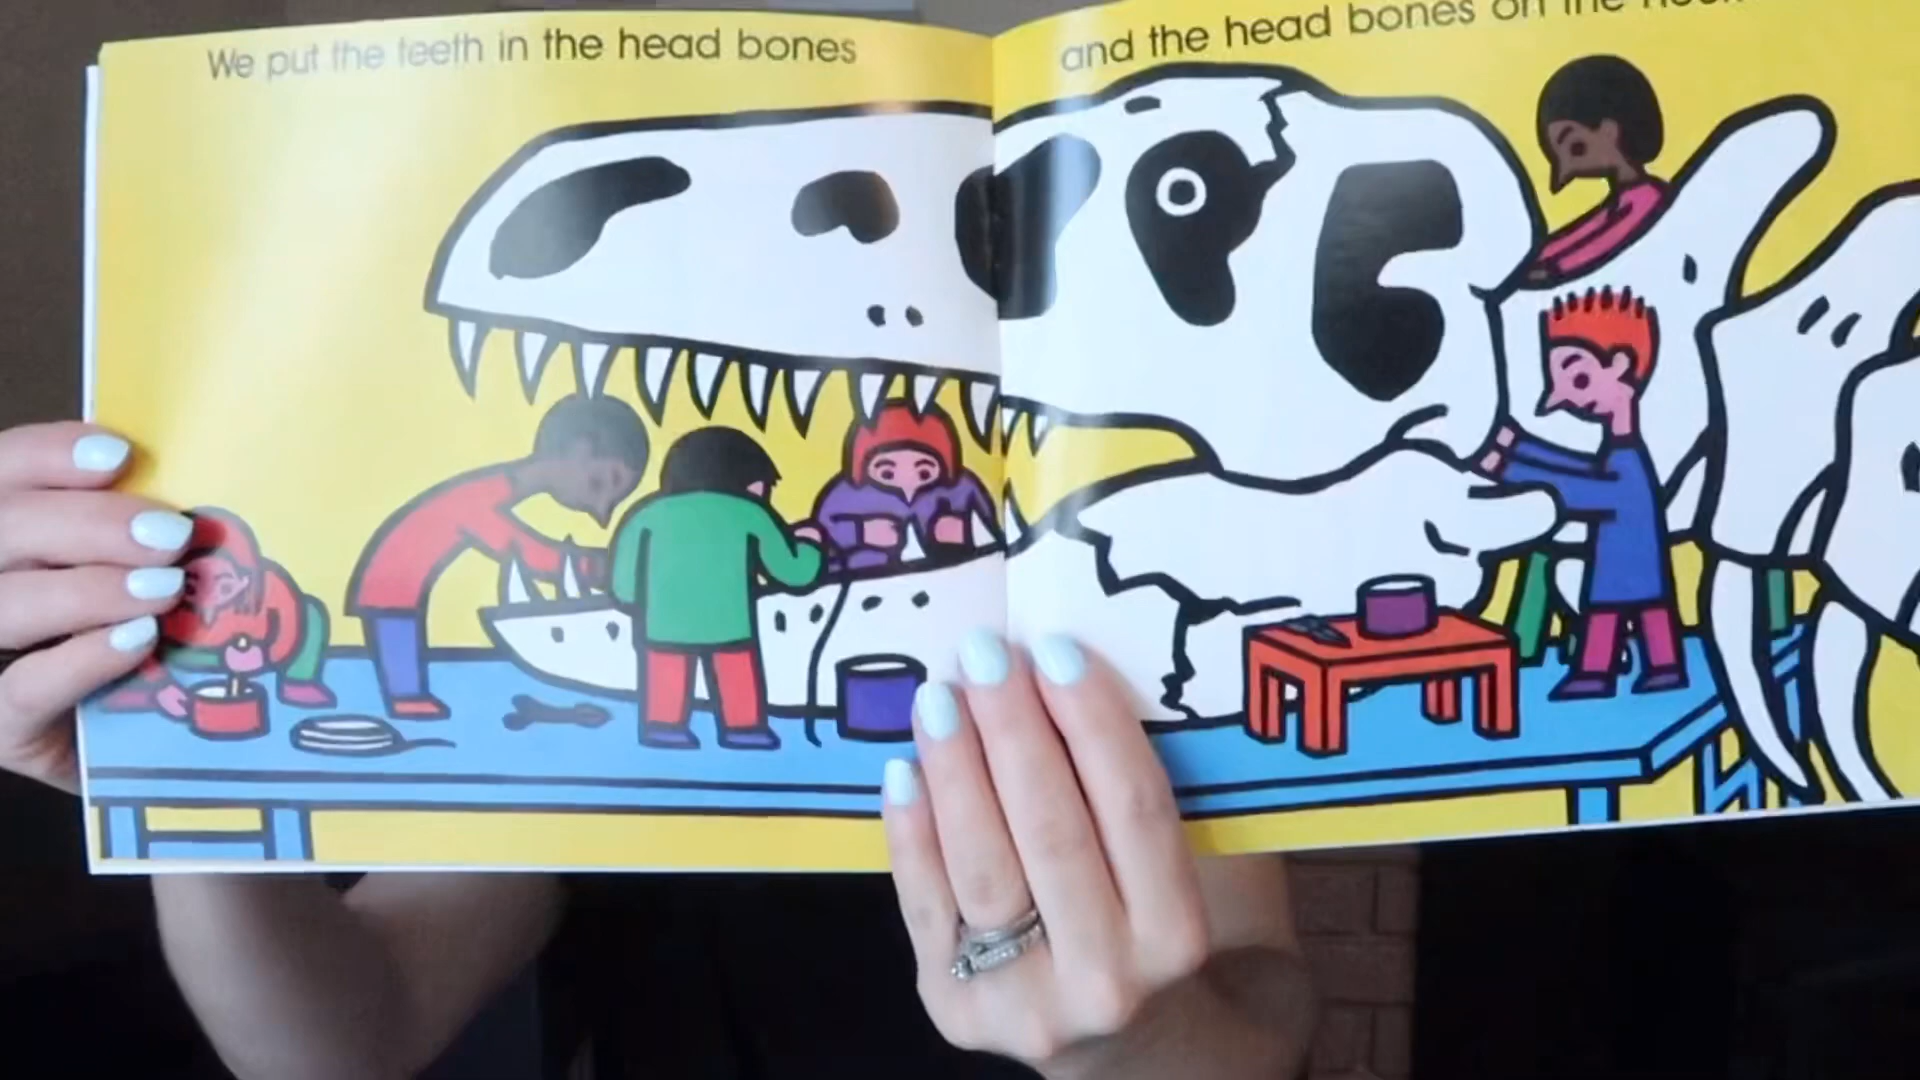 We put the teeth in the head bones
and the head bones on the